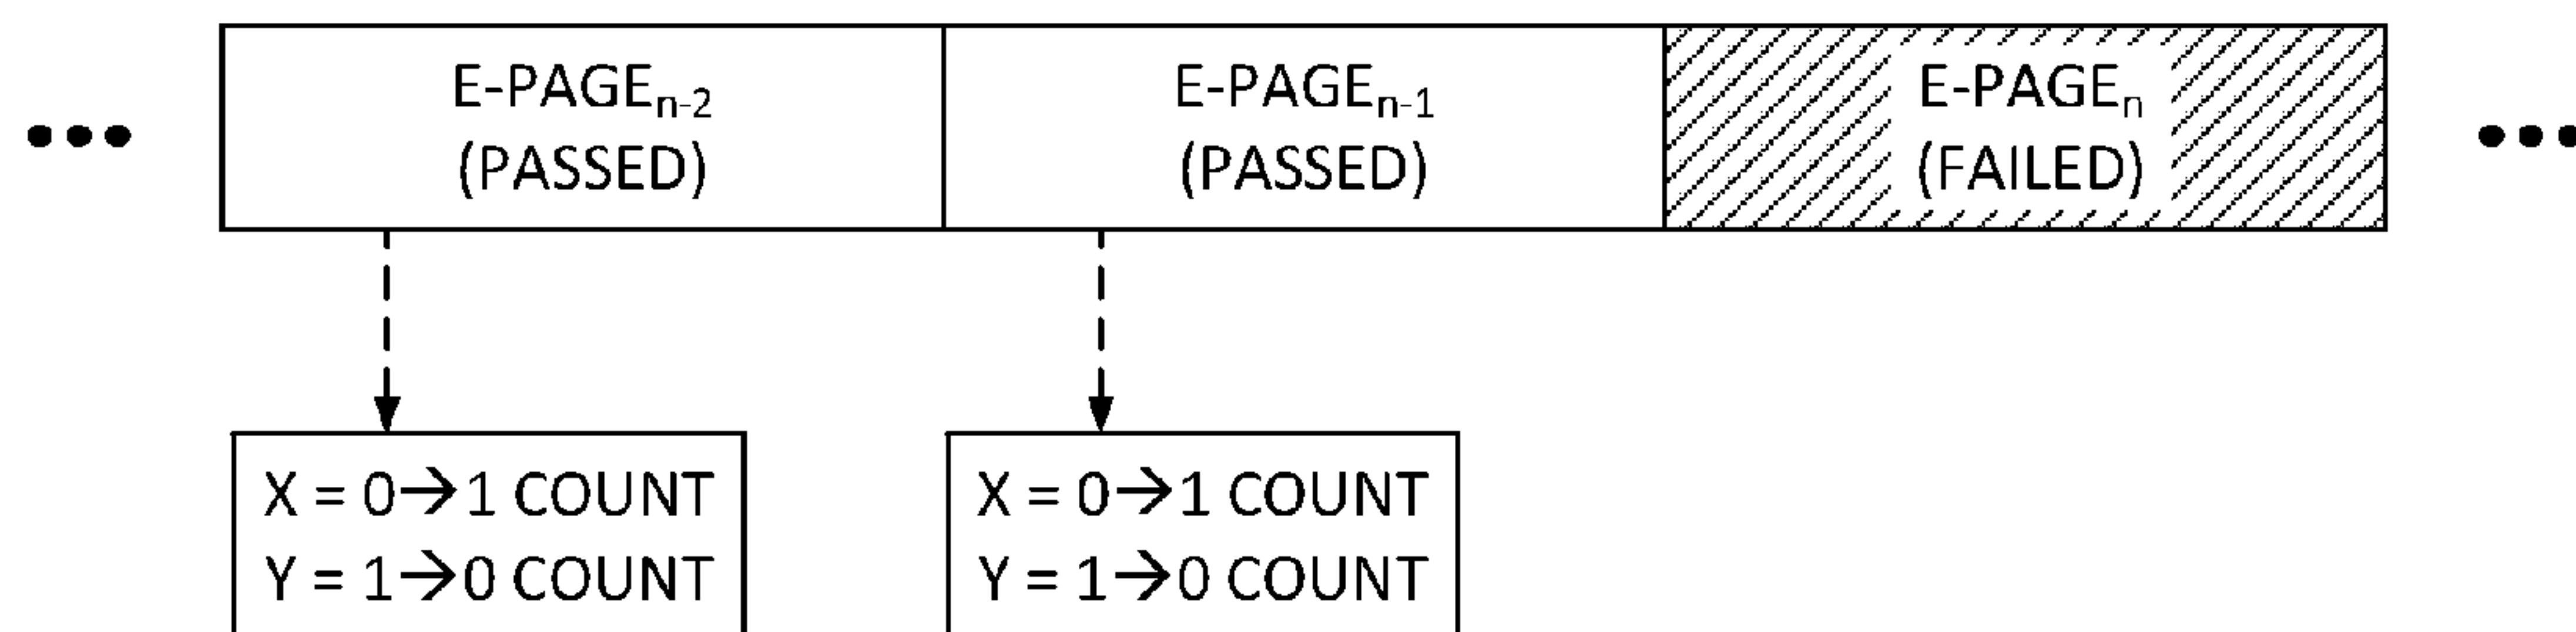 E-PAGEn-2
(PASSED)
E-PAGEn-1
(PASSED)
E-PAGEn
(FAILED)
X = 0→1 COUNT
Y = 1→0 COUNT
X = 0→1 COUNT
Y = 1→0 COUNT